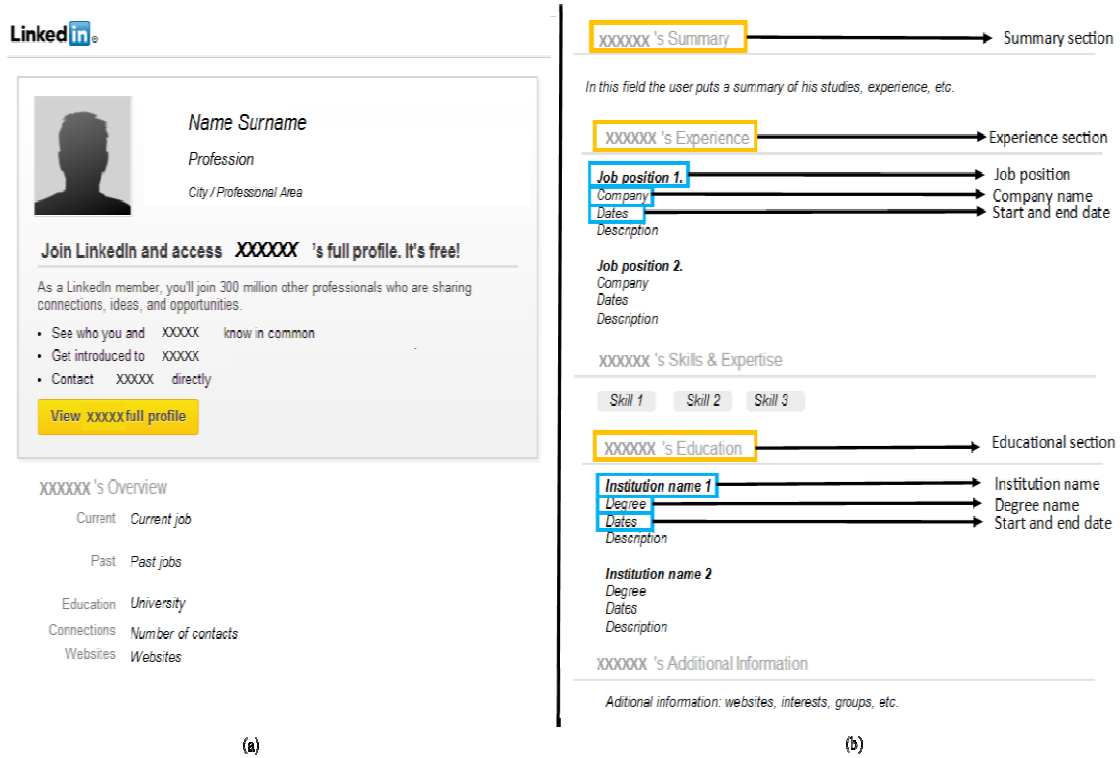 Linked in ®
Name Surname
Profession
City / Professional Area
Join LinkedIn and access XXXXXX 's full profile. It's free!
As a LinkedIn member, you'll join 300 million other professionals who are sharing
connections, ideas, and opportunities.
• See who you and XXXXX know in common
• Get introduced to XXXXX
• Contact XXXXX directly
View XXXXX full profile
XXXXXX 's Overview
Current Current job
Past Past jobs
Education University
Connections Number of contacts
Websites Websites
(a)
XXXXXX 's Summary Summary section
In this field the user puts a summary of his studies, experience, etc.
XXXXXX 's Experience Experience section
Job position 1. Job position
Company Company name
Dates Start and end date
Description
Job position 2.
Company
Dates
Description
XXXXXX 's Skills & Expertise
Skill 1 Skill 2 Skill 3
XXXXXX 's Education Educational section
Institution name 1 Institution name
Degree Degree name
Dates Start and end date
Description
Institution name 2
Degree
Dates
Description
XXXXXX 's Additional Information
Aditional information: websites, interests, groups, etc.
(b)